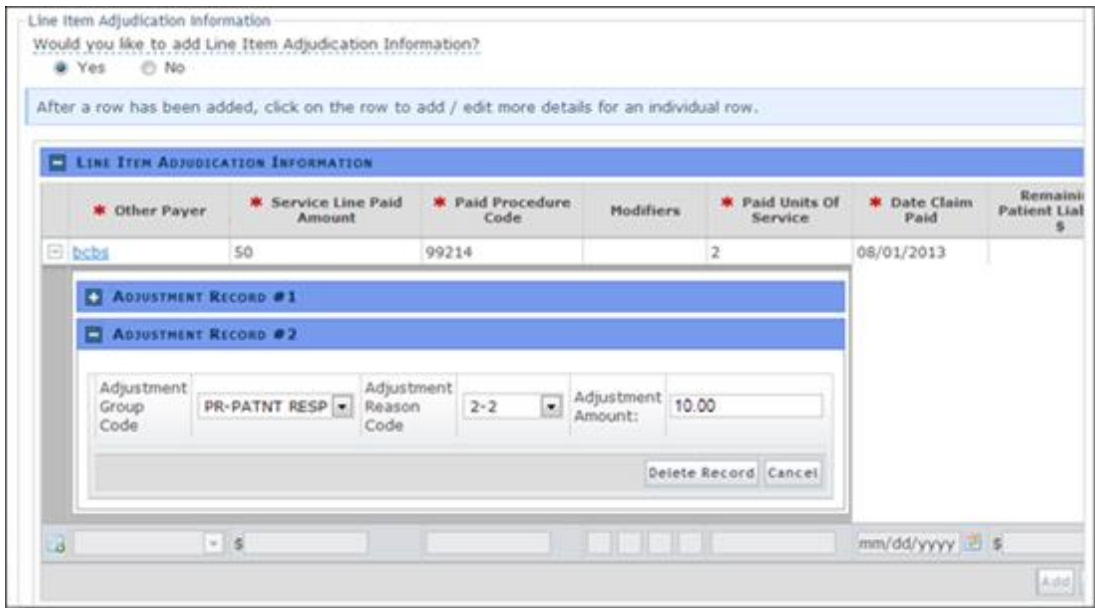 Line Item Adjudication Information
Would you like to add Line Item Adjudication Information?
Yes No
After a row has been added, click on the row to add / edit more details for an individual row.
LINE ITEM ADJUDICATION INFORMATION
* Other Payer * Service Line Paid Amount * Paid Procedure Code Modifiers * Paid Units Of Service * Date Claim Paid Remainin Patient Liab $
bcbs 50 99214 2 08/01/2013
ADJUSTMENT RECORD #1
ADJUSTMENT RECORD #2
Adjustment Group Code PR-PATNT RESP Adjustment Reason Code 2-2 Adjustment Amount: 10.00
Delete Record Cancel
$ mm/dd/yyyy $
Add